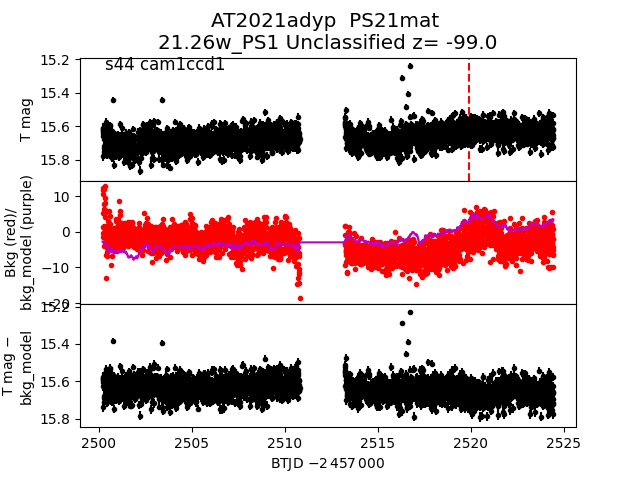 AT2021adyp  PS21mat
21.26w_PS1 Unclassified z= -99.0
s44 cam1ccd1
T mag
15.2
15.4
15.6
15.8
Bkg (red)/
bkg_model (purple)
10
0
−10
−20
T mag −
bkg_model
15.2
15.4
15.6
15.8
2500
2505
2510
2515
2520
2525
BTJD −2 457 000